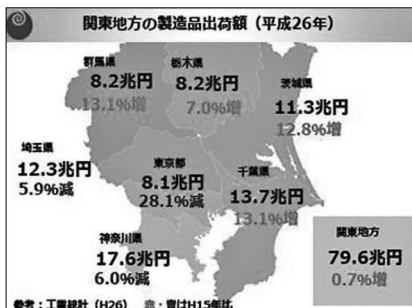 関東地方の製造品出荷額（平成26年）
群馬県
8.2兆円
13.1%増
栃木県
8.2兆円
7.0%増
茨城県
11.3兆円
12.8%増
埼玉県
12.3兆円
5.9%減
東京都
8.1兆円
28.1%減
千葉県
13.7兆円
13.1%増
神奈川県
17.6兆円
6.0%減
関東地方
79.6兆円
0.7%増
参考：工業統計（H26） 赤・青はH15年比